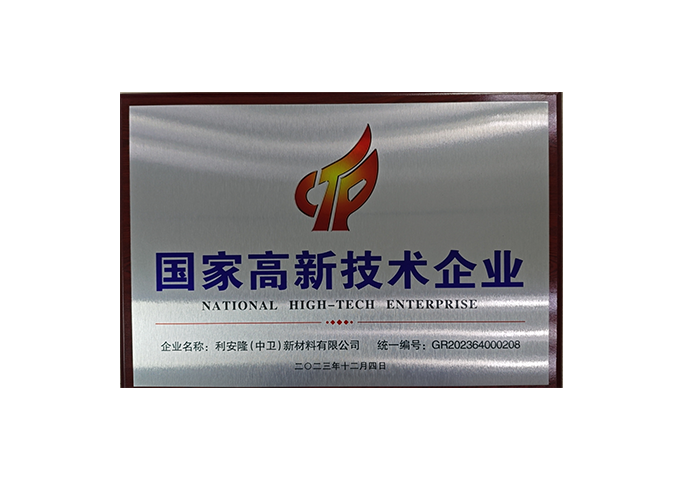 CTP
国家高新技术企业
NATIONAL HIGH-TECH ENTERPRISE
企业名称：利安隆（中卫）新材料有限公司 统一编号：GR202364000208
二〇二三年十二月四日